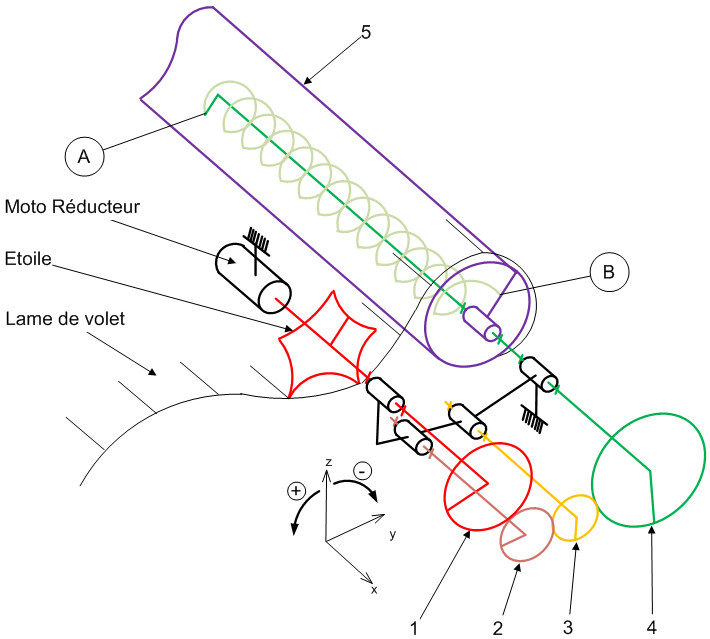 5
A
Moto Réducteur
Etoile
B
Lame de volet
z
-
+
y
x
1
2
3
4